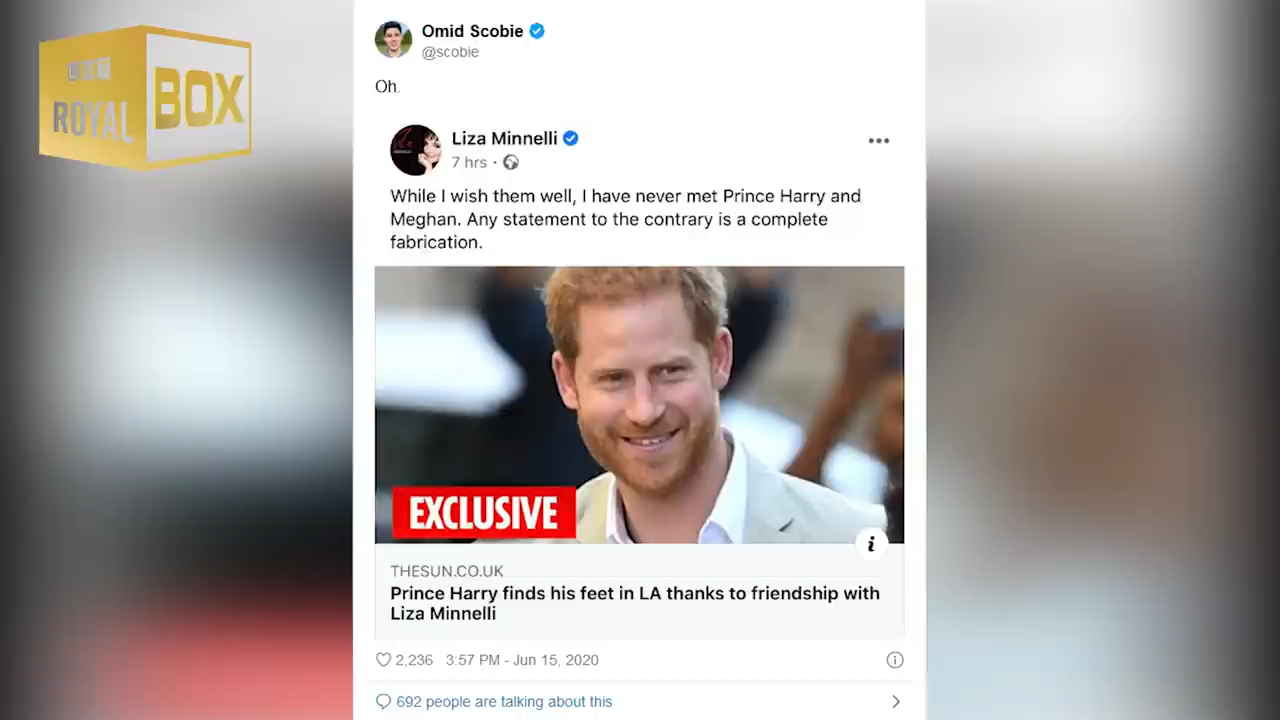 ROYAL
BOX
Omid Scobie
@scobie
Oh.
Liza Minnelli
7 hrs ·
While I wish them well, I have never met Prince Harry and
Meghan. Any statement to the contrary is a complete
fabrication.
EXCLUSIVE
i
THESUN.CO.UK
Prince Harry finds his feet in LA thanks to friendship with
Liza Minnelli
2,236 3:57 PM - Jun 15, 2020
692 people are talking about this